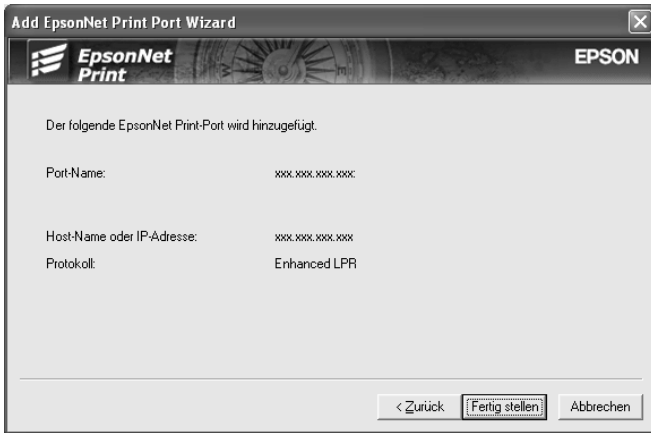 Add EpsonNet Print Port Wizard
EpsonNet
Print
EPSON
Der folgende EpsonNet Print-Port wird hinzugefügt.
Port-Name: xxx.xxx.xxx.xxx:
Host-Name oder IP-Adresse: xxx.xxx.xxx.xxx
Protokoll: Enhanced LPR
< Zurück Fertig stellen Abbrechen